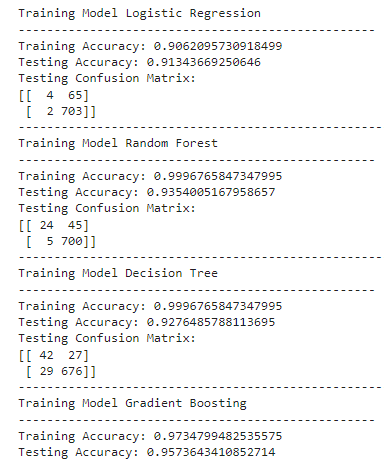 Training Model Logistic Regression
--------------------------------------------------
Training Accuracy: 0.9062095730918499
Testing Accuracy: 0.91343669250646
Testing Confusion Matrix:
[[  4  65]
 [  2 703]]
---------------------------------------------------
Training Model Random Forest
--------------------------------------------------
Training Accuracy: 0.9996765847347995
Testing Accuracy: 0.9354005167958657
Testing Confusion Matrix:
[[ 24  45]
 [  5 700]]
---------------------------------------------------
Training Model Decision Tree
--------------------------------------------------
Training Accuracy: 0.9996765847347995
Testing Accuracy: 0.9276485788113695
Testing Confusion Matrix:
[[ 42  27]
 [ 29 676]]
---------------------------------------------------
Training Model Gradient Boosting
--------------------------------------------------
Training Accuracy: 0.9734799482535575
Testing Accuracy: 0.9573643410852714